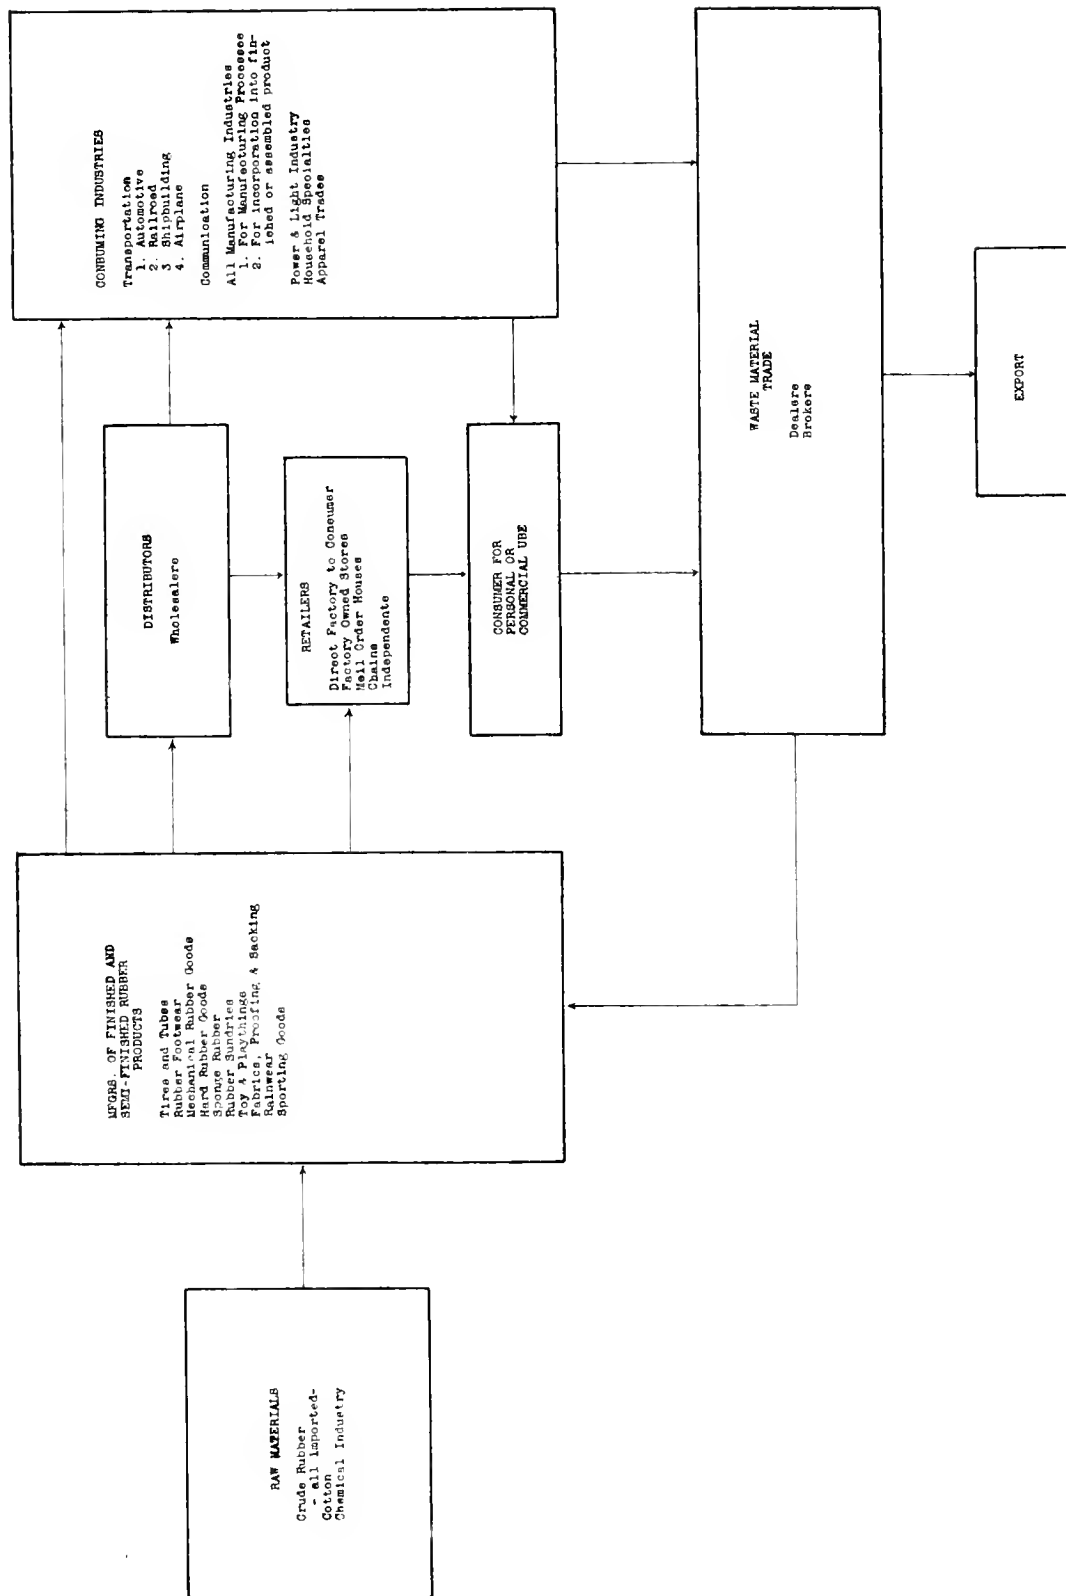 RAW MATERIALS
Crude Rubber
- all imported-
Cotton
Chemical Industry
MFGRS. OF FINISHED AND
SEMI-FINISHED RUBBER
PRODUCTS
Tires and Tubes
Rubber Footwear
Mechanical Rubber Goods
Hard Rubber Goods
Sponge Rubber
Rubber Sundries
Toy & Playthings
Fabrics, Proofing & Sacking
Rainwear
Sporting Goods
DISTRIBUTORS
Wholesalers
RETAILERS
Direct Factory to Consumer
Factory Owned Stores
Mail Order Houses
Chains
Independents
CONSUMER FOR
PERSONAL OR
COMMERCIAL USE
CONSUMING INDUSTRIES
Transportation
1. Automotive
2. Railroad
3 Shipbuilding
4. Airplane
Communication
All Manufacturing Industries
1. For Manufacturing Processes
2. For incorporation into fin-
ished or assembled product
Power & Light Industry
Household Specialties
Apparel Trades
WASTE MATERIAL
TRADE
Dealers
Brokers
EXPORT